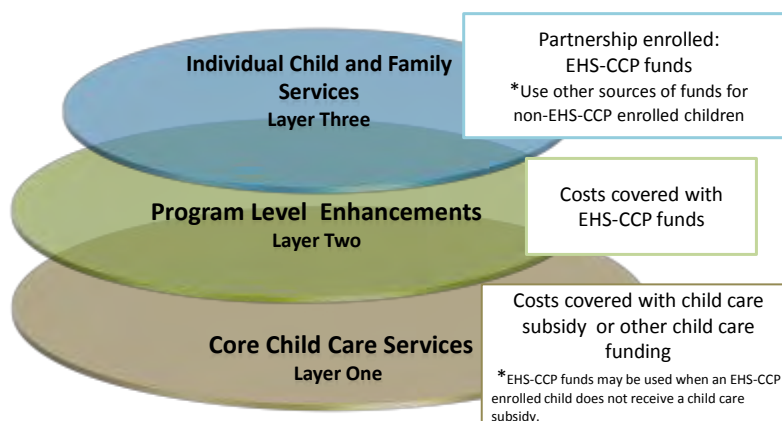 Individual Child and Family
Services
Layer Three
Partnership enrolled:
EHS-CCP funds
*Use other sources of funds for
non-EHS-CCP enrolled children
Program Level Enhancements
Layer Two
Costs covered with
EHS-CCP funds
Core Child Care Services
Layer One
Costs covered with child care
subsidy or other child care
funding
*EHS-CCP funds may be used when an EHS-CCP
enrolled child does not receive a child care
subsidy.